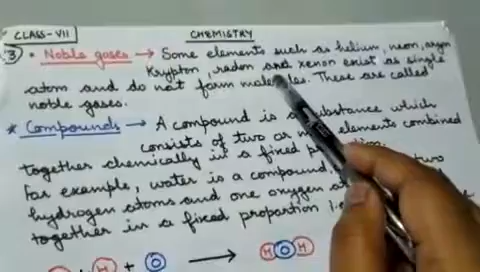 CLASS-VII
CHEMISTRY
3 * Noble gases → Some elements such as helium, neon, argon
Krypton, radon and xenon exist as single
atom and do not form molecules. These are called
noble gases.
* Compounds → A compound is a substance which
consists of two or elements combined
together chemically in a fixed proportion.
For example, water is a compound, two
hydrogen atoms and one oxygen
together in a fixed proportion i.e.
H + O → HOH